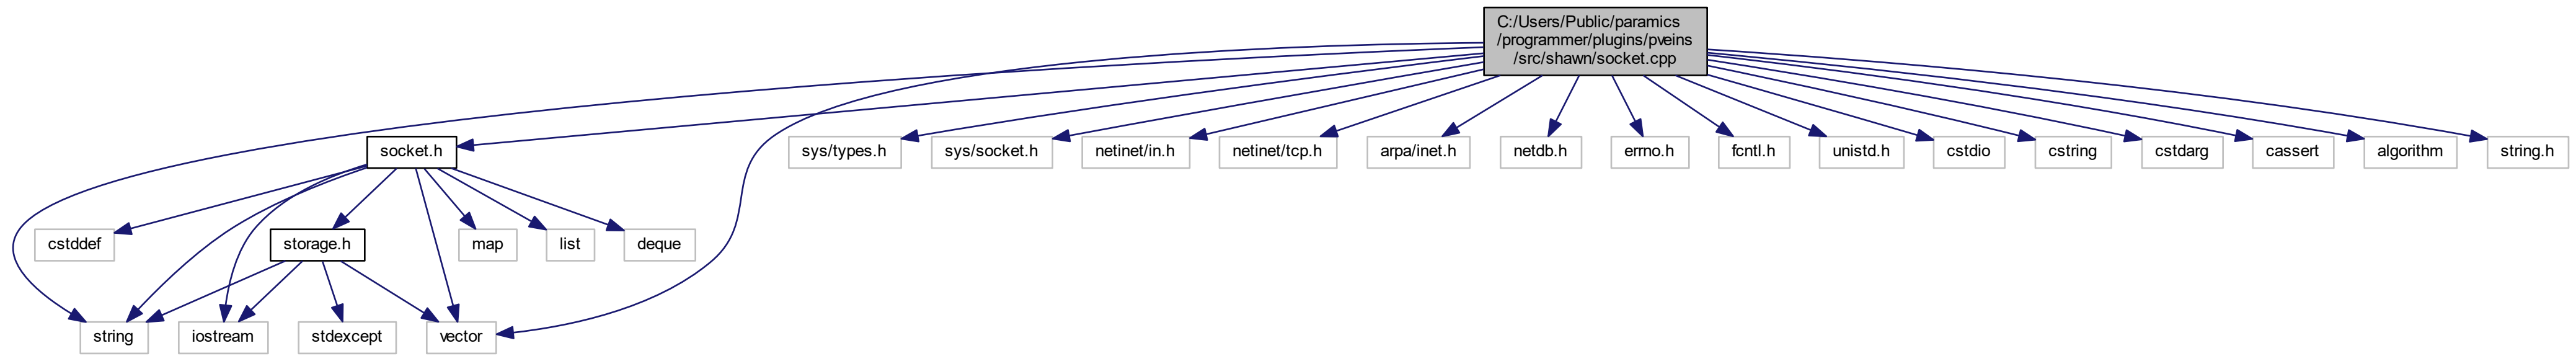 C:/Users/Public/paramics
/programmer/plugins/pveins
/src/shawn/socket.cpp
socket.h
sys/types.h
sys/socket.h
netinet/in.h
netinet/tcp.h
arpa/inet.h
netdb.h
errno.h
fcntl.h
unistd.h
cstdio
cstring
cstdarg
cassert
algorithm
string.h
cstddef
storage.h
map
list
deque
string
iostream
stdexcept
vector